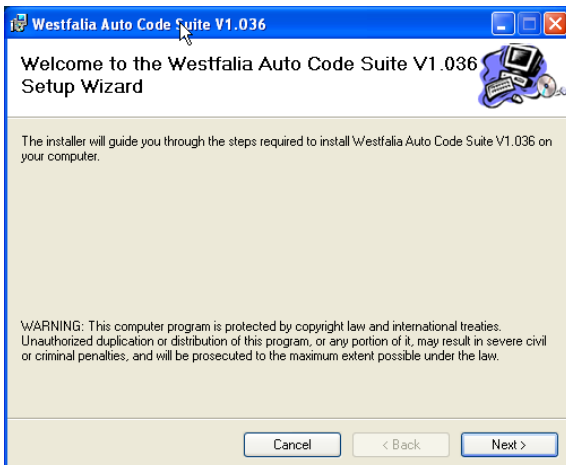 Westfalia Auto Code Suite V1.036
Welcome to the Westfalia Auto Code Suite V1.036
Setup Wizard
The installer will guide you through the steps required to install Westfalia Auto Code Suite V1.036 on
your computer.
WARNING: This computer program is protected by copyright law and international treaties.
Unauthorized duplication or distribution of this program, or any portion of it, may result in severe civil
or criminal penalties, and will be prosecuted to the maximum extent possible under the law.
Cancel < Back Next >